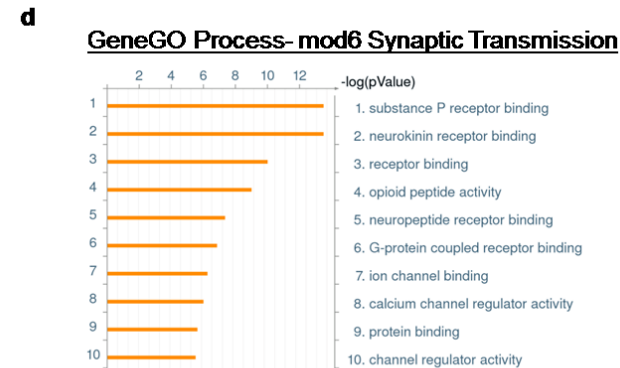 d
GeneGO Process- mod6 Synaptic Transmission
2 4 6 8 10 12 -log(pValue)
1 1. substance P receptor binding
2 2. neurokinin receptor binding
3 3. receptor binding
4 4. opioid peptide activity
5 5. neuropeptide receptor binding
6 6. G-protein coupled receptor binding
7 7. ion channel binding
8 8. calcium channel regulator activity
9 9. protein binding
10 10. channel regulator activity